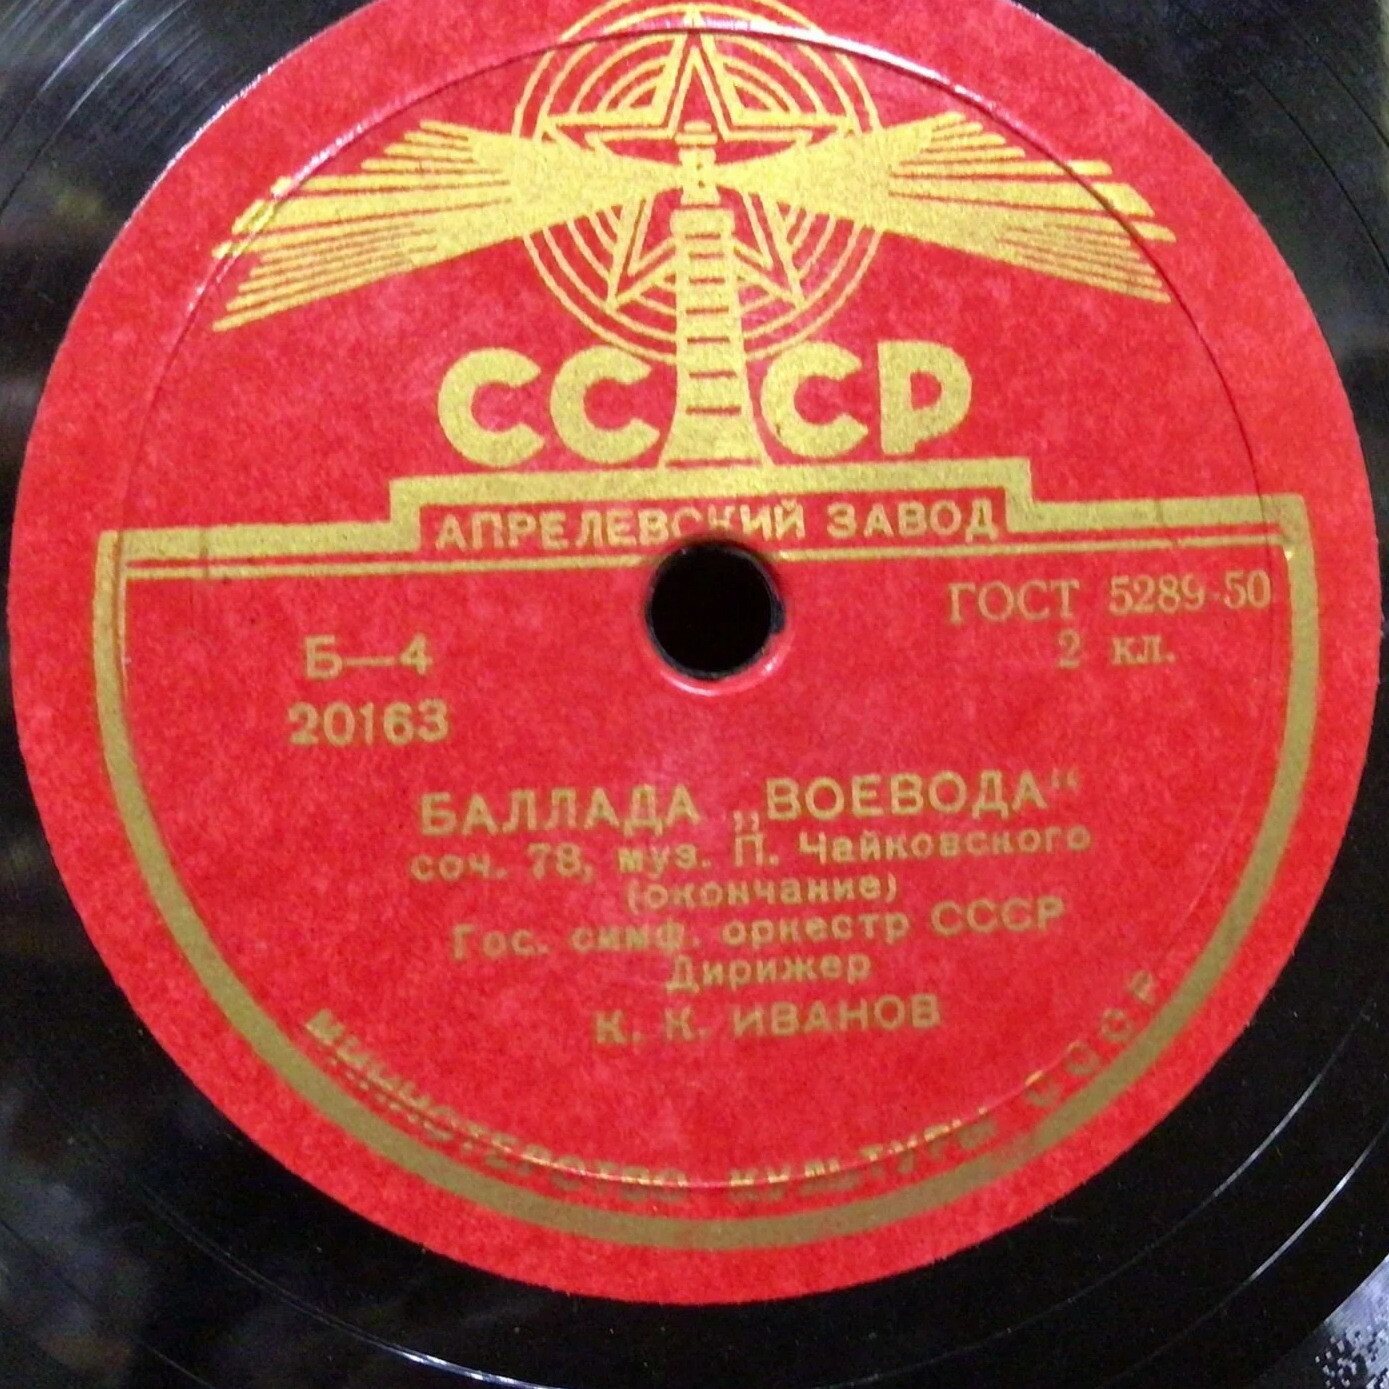 СССР
АПРЕЛЕВСКИЙ ЗАВОД
ГОСТ 5289-50
2 кл.
Б—4
20163
БАЛЛАДА „ВОЕВОДА“
соч. 78, муз. П. Чайковского
(окончание)
Гос. симф. оркестр СССР
Дирижер
К. К. ИВАНОВ
МИНИСТЕРСТВО КУЛЬТУРЫ СССР